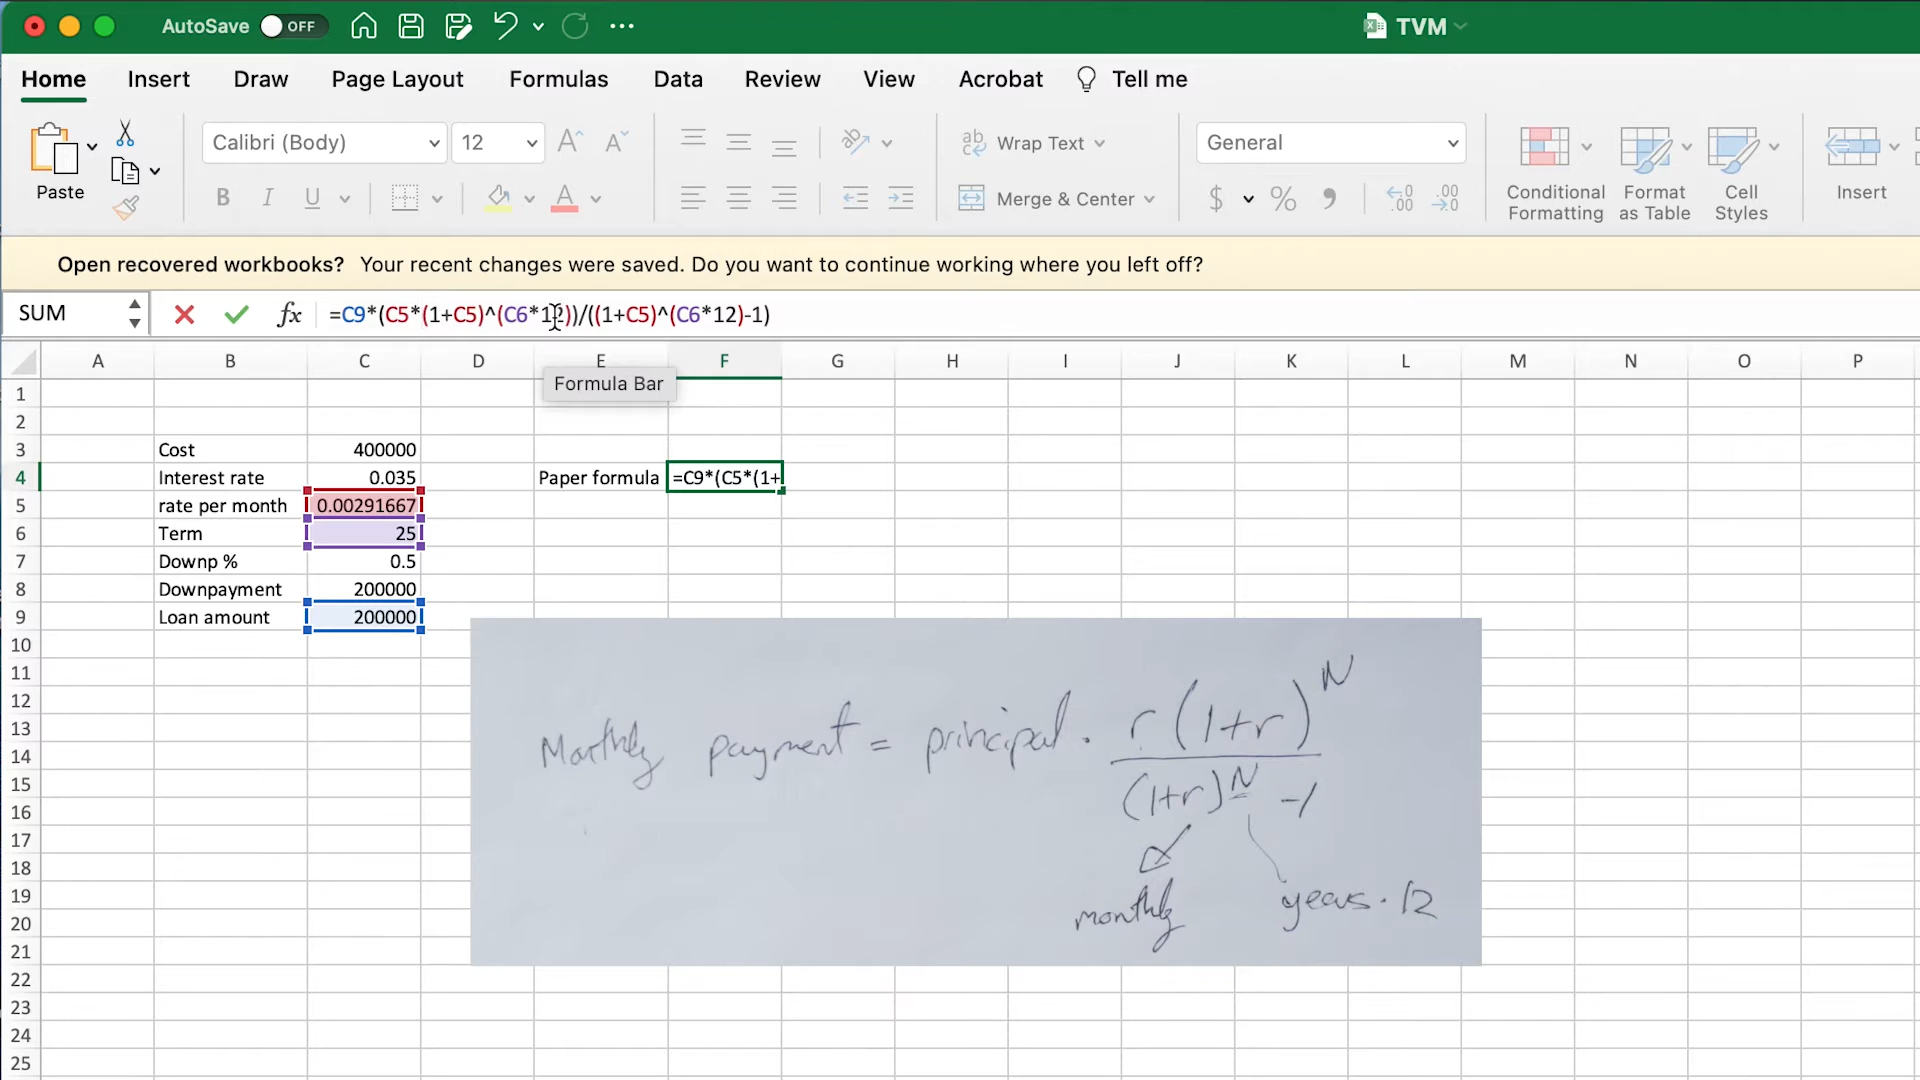 AutoSave OFF TVM
Home Insert Draw Page Layout Formulas Data Review View Acrobat Tell me
Paste Calibri (Body) 12 A^ A˅ ab Wrap Text General Conditional Formatting Format as Table Cell Styles Insert
B I U A Merge & Center $ % , .00
Open recovered workbooks? Your recent changes were saved. Do you want to continue working where you left off?
SUM fx =C9*(C5*(1+C5)^(C6*12))/((1+C5)^(C6*12)-1)
A B C D E F G H I J K L M N O P
Formula Bar
1
2
3 Cost 400000
4 Interest rate 0.035 Paper formula =C9*(C5*(1+
5 rate per month 0.00291667
6 Term 25
7 Downp % 0.5
8 Downpayment 200000
9 Loan amount 200000
10
11
12
13
14
15
16
17
18
19
20
21
22
23
24
25
Monthly payment = principal · r(1+r)^N
(1+r)^N -1
monthly years · 12